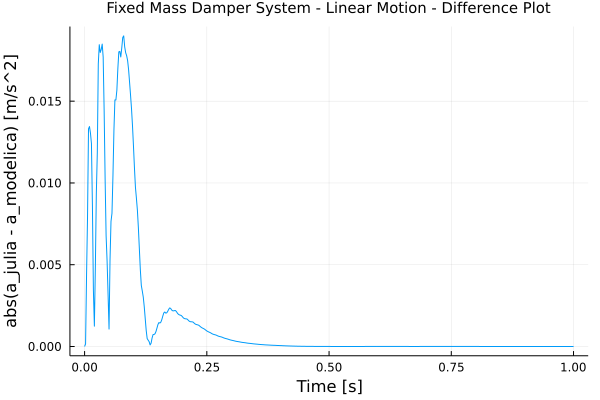 Fixed Mass Damper System - Linear Motion - Difference Plot
abs(a_julia - a_modelica) [m/s^2]
0.015
0.010
0.005
0.000
0.00 0.25 0.50 0.75 1.00
Time [s]